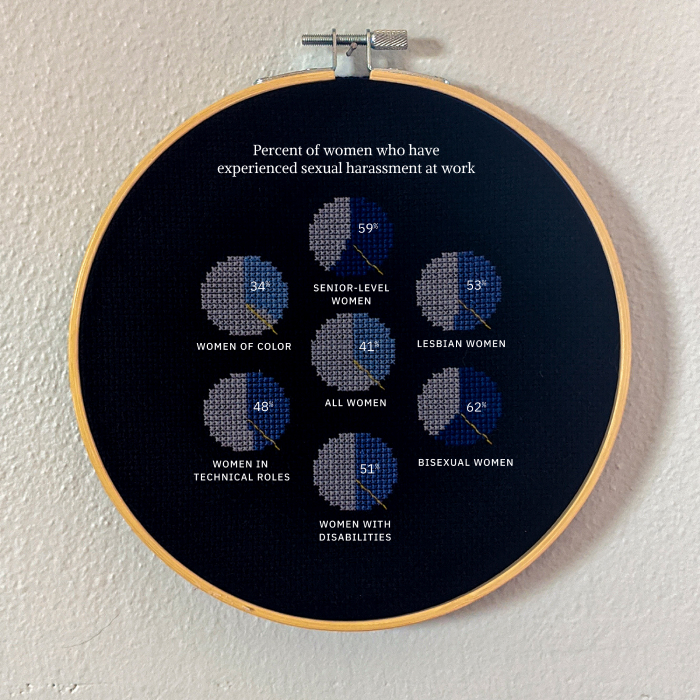 Percent of women who have
experienced sexual harassment at work
59%
SENIOR-LEVEL
WOMEN
34%
WOMEN OF COLOR
53%
LESBIAN WOMEN
41%
ALL WOMEN
48%
WOMEN IN
TECHNICAL ROLES
62%
BISEXUAL WOMEN
51%
WOMEN WITH
DISABILITIES